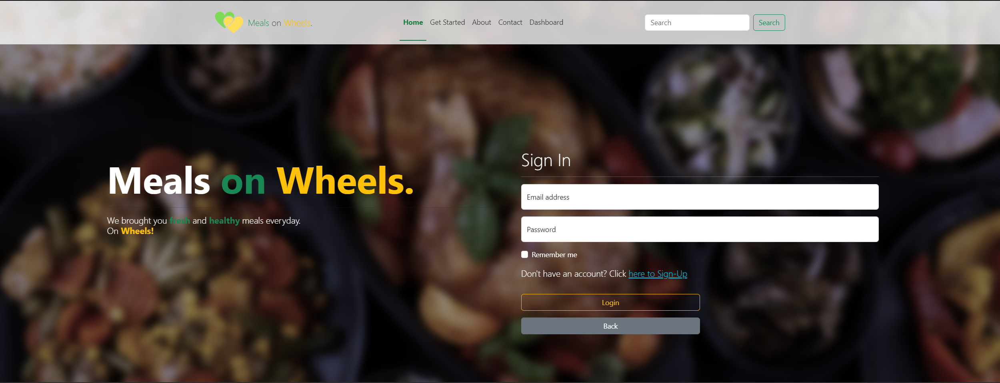 Meals on Wheels.
Home Get Started About Contact Dashboard
Search Search
Meals on Wheels.
We brought you fresh and healthy meals everyday.
On Wheels!
Sign In
Email address
Password
Remember me
Don't have an account? Click here to Sign-Up
Login
Back